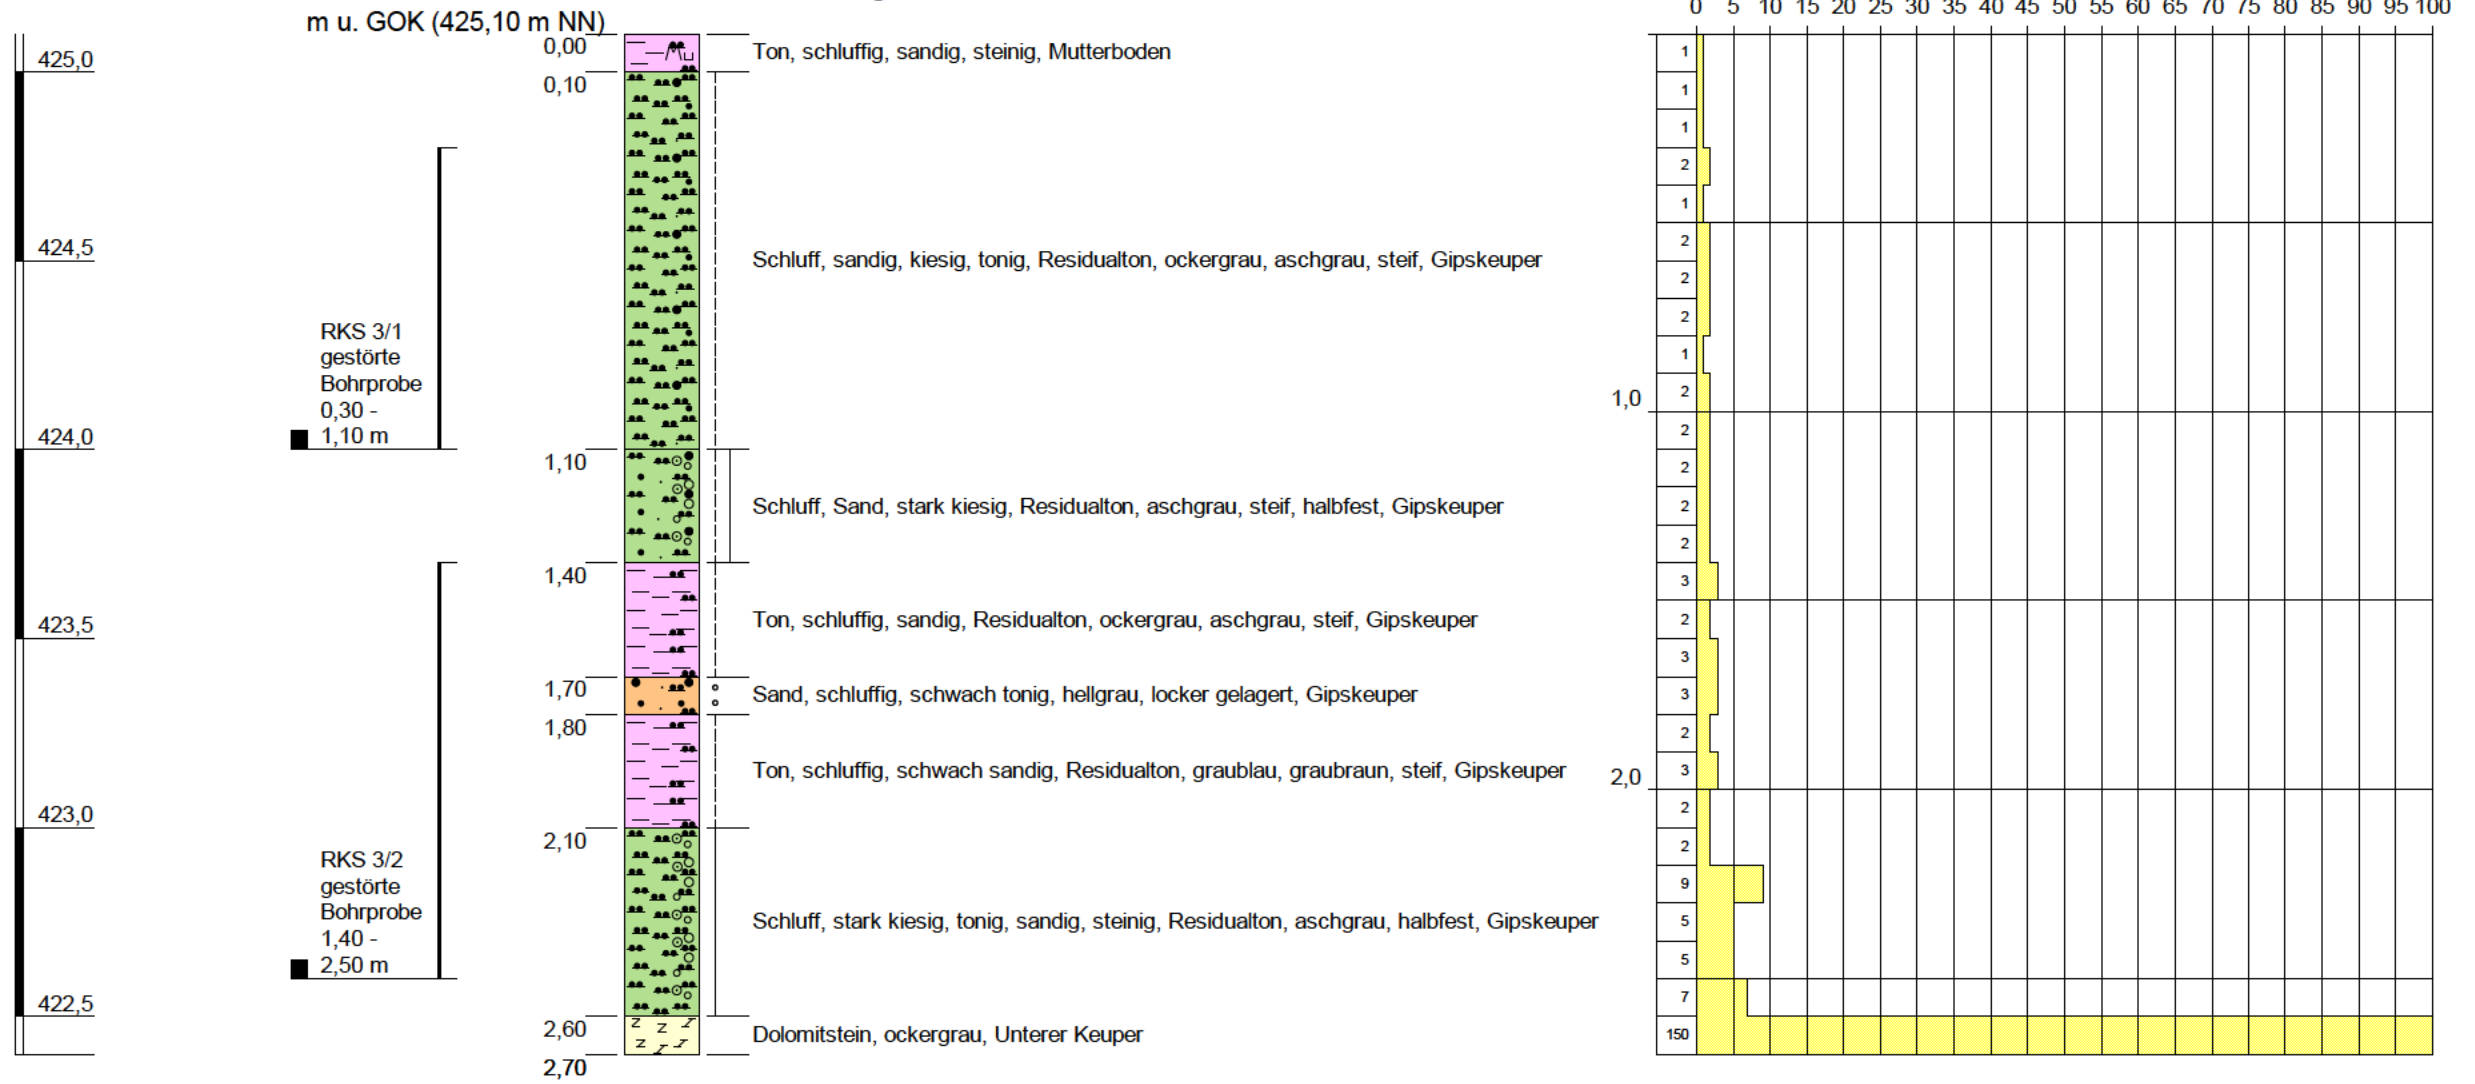 0 5 10 15 20 25 30 35 40 45 50 55 60 65 70 75 80 85 90 95 100
m u. GOK (425,10 m NN)
0,00
Ton, schluffig, sandig, steinig, Mutterboden
425,0
0,10
424,5
Schluff, sandig, kiesig, tonig, Residualton, ockergrau, aschgrau, steif, Gipskeuper
RKS 3/1
gestörte
Bohrprobe
0,30 -
1,10 m
424,0
1,10
Schluff, Sand, stark kiesig, Residualton, aschgrau, steif, halbfest, Gipskeuper
1,40
423,5
Ton, schluffig, sandig, Residualton, ockergrau, aschgrau, steif, Gipskeuper
1,70
Sand, schluffig, schwach tonig, hellgrau, locker gelagert, Gipskeuper
1,80
Ton, schluffig, schwach sandig, Residualton, graublau, graubraun, steif, Gipskeuper
423,0
2,10
RKS 3/2
gestörte
Bohrprobe
1,40 -
2,50 m
Schluff, stark kiesig, tonig, sandig, steinig, Residualton, aschgrau, halbfest, Gipskeuper
422,5
2,60
Dolomitstein, ockergrau, Unterer Keuper
2,70
1
1
1
2
1
2
2
2
1
1,0 2
2
2
2
2
3
2
3
3
2
2,0 3
2
2
9
5
5
7
150